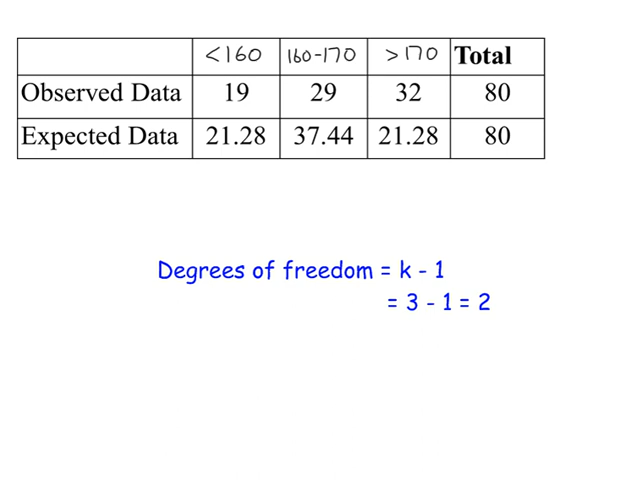 <160 160-170 >170 Total
Observed Data 19 29 32 80
Expected Data 21.28 37.44 21.28 80
Degrees of freedom = k - 1
= 3 - 1 = 2